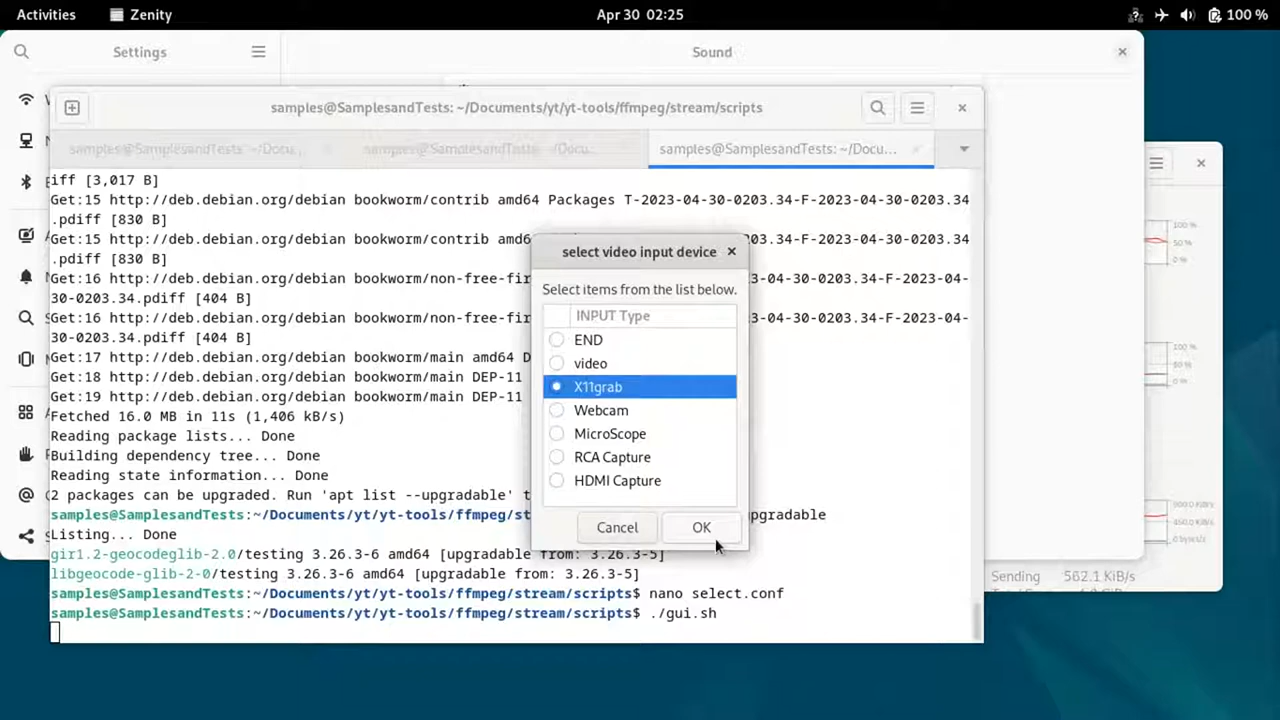 Activities Zenity Apr 30 02:25 100 %
Settings Sound
samples@SamplesandTests: ~/Documents/yt/yt-tools/ffmpeg/stream/scripts
samples@SamplesandTests: ~/Docu... samples@SamplesandTests: ~/Docu... samples@SamplesandTests: ~/Docu...
iff [3,017 B]
Get:15 http://deb.debian.org/debian bookworm/contrib amd64 Packages T-2023-04-30-0203.34-F-2023-04-30-0203.34
.pdiff [830 B]
Get:15 http://deb.debian.org/debian bookworm/contrib amd6 3.34-F-2023-04-30-0203.34
.pdiff [830 B]
Get:16 http://deb.debian.org/debian bookworm/non-free-fir 3-04-30-0203.34-F-2023-04-
30-0203.34.pdiff [404 B]
Get:16 http://deb.debian.org/debian bookworm/non-free-fir 3-04-30-0203.34-F-2023-04-
30-0203.34.pdiff [404 B]
Get:17 http://deb.debian.org/debian bookworm/main amd64 D
Get:18 http://deb.debian.org/debian bookworm/main DEP-11
Get:19 http://deb.debian.org/debian bookworm/main DEP-11
Fetched 16.0 MB in 11s (1,406 kB/s)
Reading package lists... Done
Building dependency tree... Done
Reading state information... Done
2 packages can be upgraded. Run 'apt list --upgradable' t
samples@SamplesandTests:~/Documents/yt/yt-tools/ffmpeg/st pgradable
Listing... Done
gir1.2-geocodeglib-2.0/testing 3.26.3-6 amd64 [upgradable from: 3.26.3-5]
libgeocode-glib-2-0/testing 3.26.3-6 amd64 [upgradable from: 3.26.3-5]
samples@SamplesandTests:~/Documents/yt/yt-tools/ffmpeg/stream/scripts$ nano select.conf
samples@SamplesandTests:~/Documents/yt/yt-tools/ffmpeg/stream/scripts$ ./gui.sh
select video input device
Select items from the list below.
INPUT Type
END
video
X11grab
Webcam
MicroScope
RCA Capture
HDMI Capture
Cancel OK
100 %
50 %
0 %
100 %
50 %
0 %
Sending 562.1 KiB/s